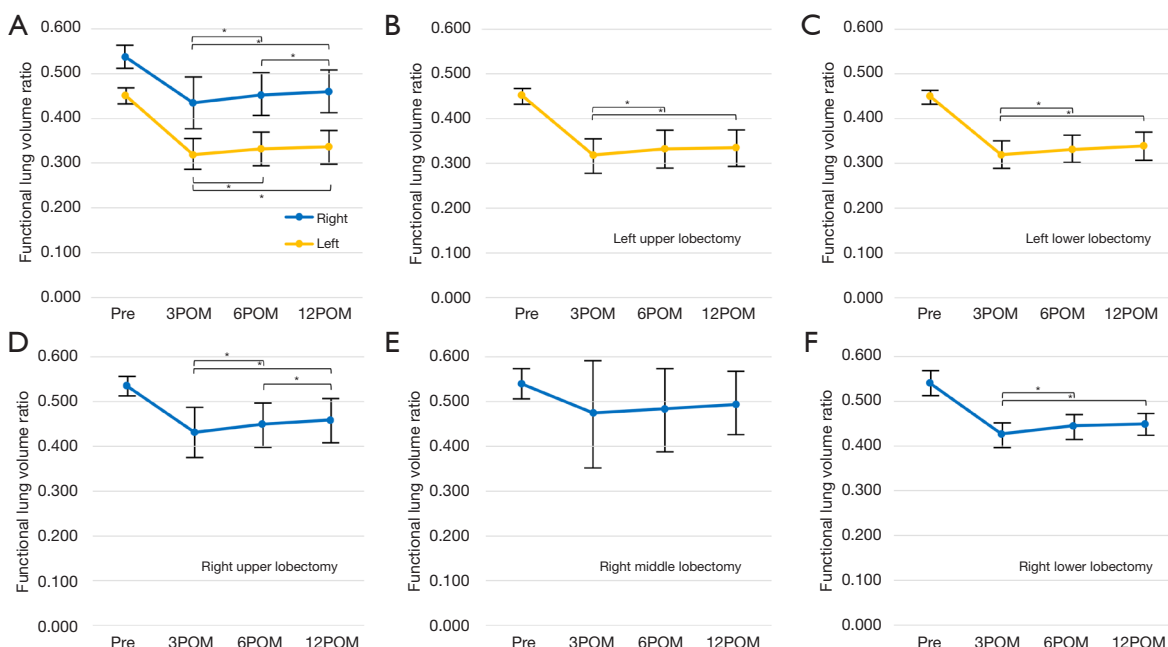 A
Functional lung volume ratio
0.600
0.500
0.400
0.300
0.200
0.100
0.000
*
*
*
*
*
Right
Left
Pre 3POM 6POM 12POM
B
Functional lung volume ratio
0.600
0.500
0.400
0.300
0.200
0.100
0.000
*
*
Left upper lobectomy
Pre 3POM 6POM 12POM
C
Functional lung volume ratio
0.600
0.500
0.400
0.300
0.200
0.100
0.000
*
*
Left lower lobectomy
Pre 3POM 6POM 12POM
D
Functional lung volume ratio
0.600
0.500
0.400
0.300
0.200
0.100
0.000
*
*
*
Right upper lobectomy
Pre 3POM 6POM 12POM
E
Functional lung volume ratio
0.600
0.500
0.400
0.300
0.200
0.100
0.000
Right middle lobectomy
Pre 3POM 6POM 12POM
F
Functional lung volume ratio
0.600
0.500
0.400
0.300
0.200
0.100
0.000
*
*
Right lower lobectomy
Pre 3POM 6POM 12POM